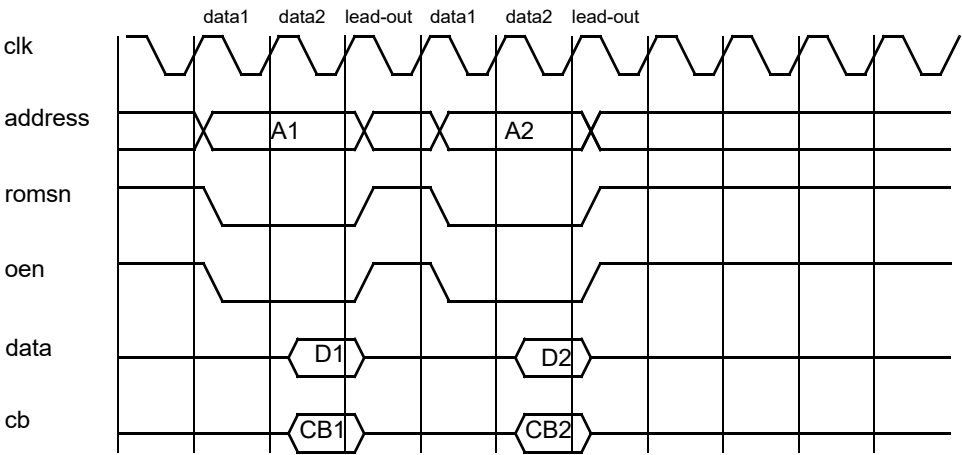 data1 data2 lead-out data1 data2 lead-out
clk
address A1 A2
romsn
oen
data D1 D2
cb CB1 CB2